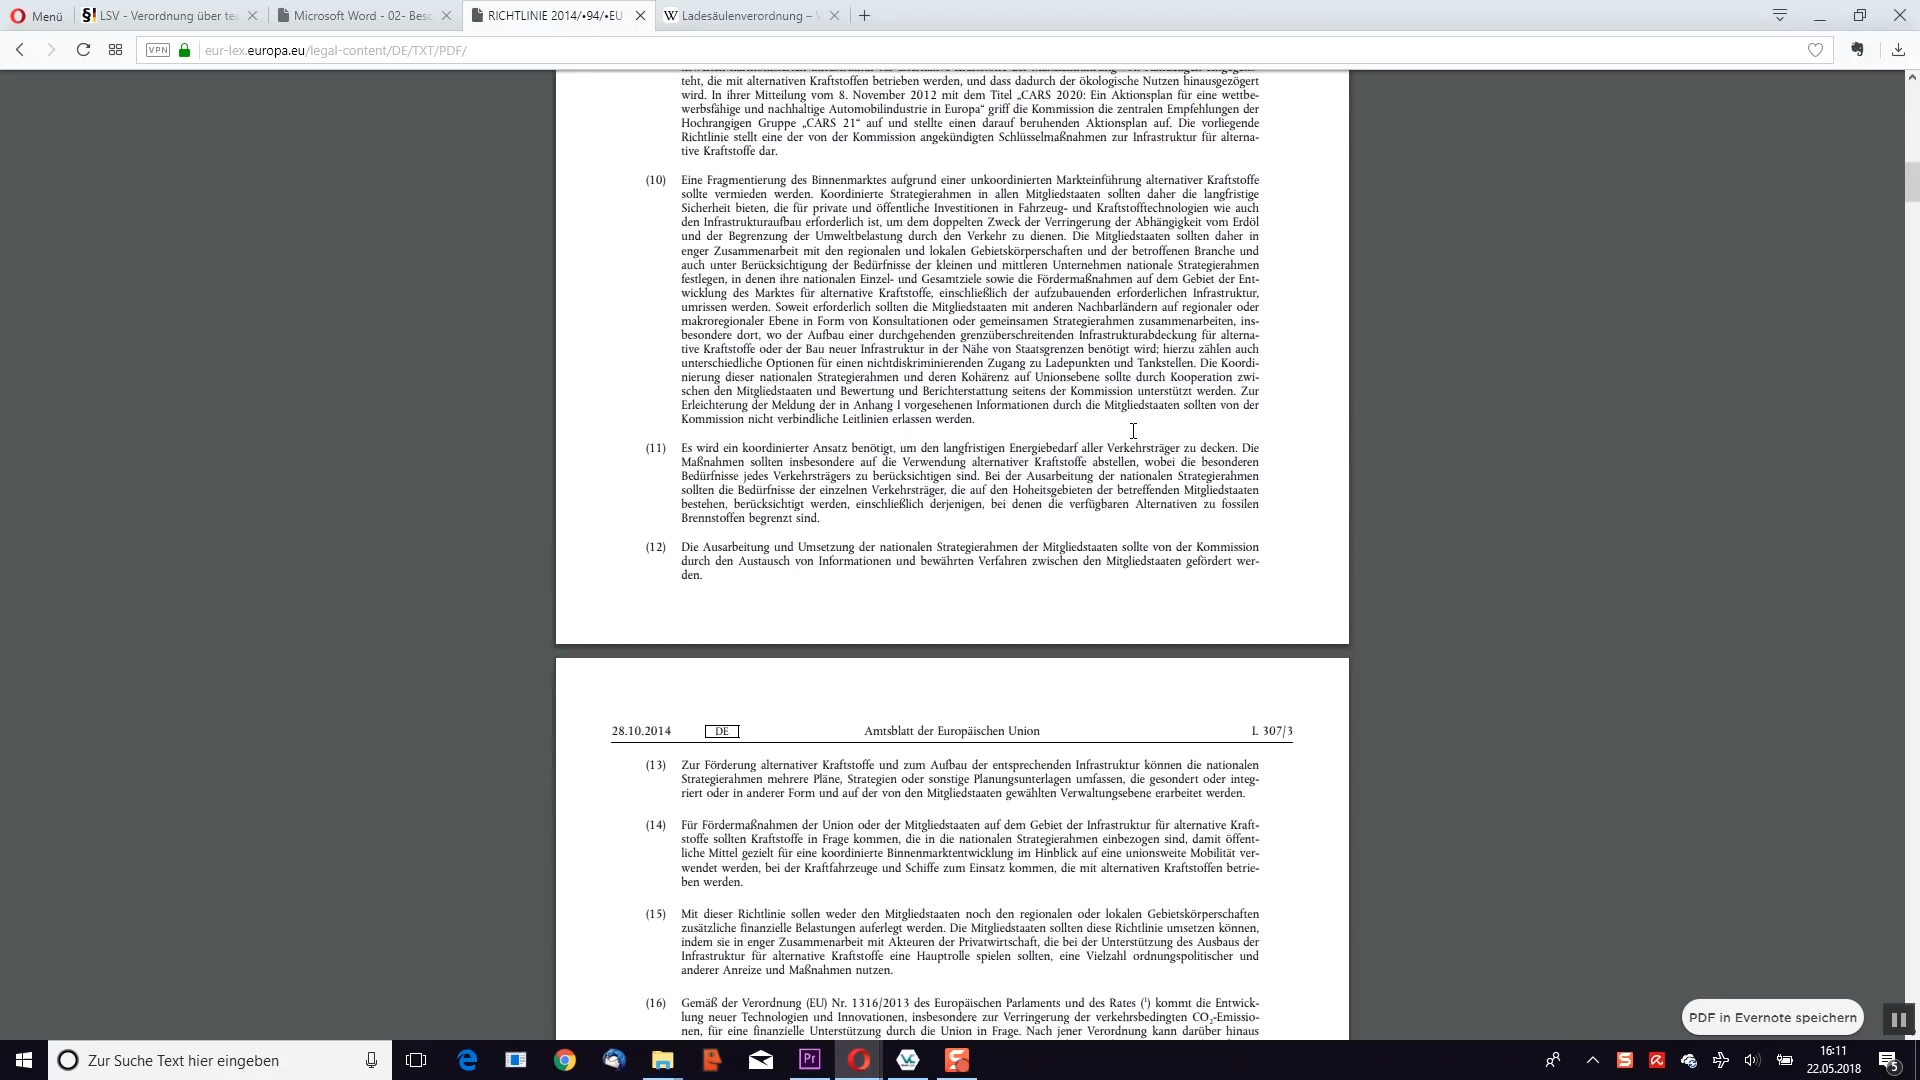 Menü
LSV - Verordnung über te
Microsoft Word - 02- Besc
RICHTLINIE 2014/•94/•EU
Ladesäulenverordnung –
VPN
eur-lex.europa.eu/legal-content/DE/TXT/PDF/
teht, die mit alternativen Kraftstoffen betrieben werden, und dass dadurch der ökologische Nutzen hinausgezögert
wird. In ihrer Mitteilung vom 8. November 2012 mit dem Titel „CARS 2020: Ein Aktionsplan für eine wettbe-
werbsfähige und nachhaltige Automobilindustrie in Europa“ griff die Kommission die zentralen Empfehlungen der
Hochrangigen Gruppe „CARS 21“ auf und stellte einen darauf beruhenden Aktionsplan auf. Die vorliegende
Richtlinie stellt eine der von der Kommission angekündigten Schlüsselmaßnahmen zur Infrastruktur für alterna-
tive Kraftstoffe dar.
(10) Eine Fragmentierung des Binnenmarktes aufgrund einer unkoordinierten Markteinführung alternativer Kraftstoffe
sollte vermieden werden. Koordinierte Strategierahmen in allen Mitgliedstaaten sollten daher die langfristige
Sicherheit bieten, die für private und öffentliche Investitionen in Fahrzeug- und Kraftstofftechnologien wie auch
den Infrastrukturaufbau erforderlich ist, um dem doppelten Zweck der Verringerung der Abhängigkeit vom Erdöl
und der Begrenzung der Umweltbelastung durch den Verkehr zu dienen. Die Mitgliedstaaten sollten daher in
enger Zusammenarbeit mit den regionalen und lokalen Gebietskörperschaften und der betroffenen Branche und
auch unter Berücksichtigung der Bedürfnisse der kleinen und mittleren Unternehmen nationale Strategierahmen
festlegen, in denen ihre nationalen Einzel- und Gesamtziele sowie die Fördermaßnahmen auf dem Gebiet der Ent-
wicklung des Marktes für alternative Kraftstoffe, einschließlich der aufzubauenden erforderlichen Infrastruktur,
umrissen werden. Soweit erforderlich sollten die Mitgliedstaaten mit anderen Nachbarländern auf regionaler oder
makroregionaler Ebene in Form von Konsultationen oder gemeinsamen Strategierahmen zusammenarbeiten, ins-
besondere dort, wo der Aufbau einer durchgehenden grenzüberschreitenden Infrastrukturabdeckung für alterna-
tive Kraftstoffe oder der Bau neuer Infrastruktur in der Nähe von Staatsgrenzen benötigt wird; hierzu zählen auch
unterschiedliche Optionen für einen nichtdiskriminierenden Zugang zu Ladepunkten und Tankstellen. Die Koordi-
nierung dieser nationalen Strategierahmen und deren Kohärenz auf Unionsebene sollte durch Kooperation zwi-
schen den Mitgliedstaaten und Bewertung und Berichterstattung seitens der Kommission unterstützt werden. Zur
Erleichterung der Meldung der in Anhang I vorgesehenen Informationen durch die Mitgliedstaaten sollten von der
Kommission nicht verbindliche Leitlinien erlassen werden.
(11) Es wird ein koordinierter Ansatz benötigt, um den langfristigen Energiebedarf aller Verkehrsträger zu decken. Die
Maßnahmen sollten insbesondere auf die Verwendung alternativer Kraftstoffe abstellen, wobei die besonderen
Bedürfnisse jedes Verkehrsträgers zu berücksichtigen sind. Bei der Ausarbeitung der nationalen Strategierahmen
sollten die Bedürfnisse der einzelnen Verkehrsträger, die auf den Hoheitsgebieten der betreffenden Mitgliedstaaten
bestehen, berücksichtigt werden, einschließlich derjenigen, bei denen die verfügbaren Alternativen zu fossilen
Brennstoffen begrenzt sind.
(12) Die Ausarbeitung und Umsetzung der nationalen Strategierahmen der Mitgliedstaaten sollte von der Kommission
durch den Austausch von Informationen und bewährten Verfahren zwischen den Mitgliedstaaten gefördert wer-
den.
28.10.2014 DE Amtsblatt der Europäischen Union L 307/3
(13) Zur Förderung alternativer Kraftstoffe und zum Aufbau der entsprechenden Infrastruktur können die nationalen
Strategierahmen mehrere Pläne, Strategien oder sonstige Planungsunterlagen umfassen, die gesondert oder integ-
riert oder in anderer Form und auf der von den Mitgliedstaaten gewählten Verwaltungsebene erarbeitet werden.
(14) Für Fördermaßnahmen der Union oder der Mitgliedstaaten auf dem Gebiet der Infrastruktur für alternative Kraft-
stoffe sollten Kraftstoffe in Frage kommen, die in die nationalen Strategierahmen einbezogen sind, damit öffent-
liche Mittel gezielt für eine koordinierte Binnenmarktentwicklung im Hinblick auf eine unionsweite Mobilität ver-
wendet werden, bei der Kraftfahrzeuge und Schiffe zum Einsatz kommen, die mit alternativen Kraftstoffen betrie-
ben werden.
(15) Mit dieser Richtlinie sollen weder den Mitgliedstaaten noch den regionalen oder lokalen Gebietskörperschaften
zusätzliche finanzielle Belastungen auferlegt werden. Die Mitgliedstaaten sollten diese Richtlinie umsetzen können,
indem sie in enger Zusammenarbeit mit Akteuren der Privatwirtschaft, die bei der Unterstützung des Ausbaus der
Infrastruktur für alternative Kraftstoffe eine Hauptrolle spielen sollten, eine Vielzahl ordnungspolitischer und
anderer Anreize und Maßnahmen nutzen.
(16) Gemäß der Verordnung (EU) Nr. 1316/2013 des Europäischen Parlaments und des Rates (¹) kommt die Entwick-
lung neuer Technologien und Innovationen, insbesondere zur Verringerung der verkehrsbedingten CO₂-Emissio-
nen, für eine finanzielle Unterstützung durch die Union in Frage. Nach jener Verordnung kann darüber hinaus
PDF in Evernote speichern
Zur Suche Text hier eingeben
16:11
22.05.2018
5